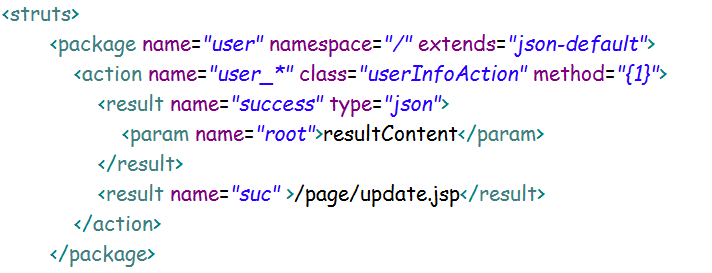 <struts>
<package name="user" namespace="/" extends="json-default">
<action name="user_*" class="userInfoAction" method="{1}">
<result name="success" type="json">
<param name="root">resultContent</param>
</result>
<result name="suc" >/page/update.jsp</result>
</action>
</package>